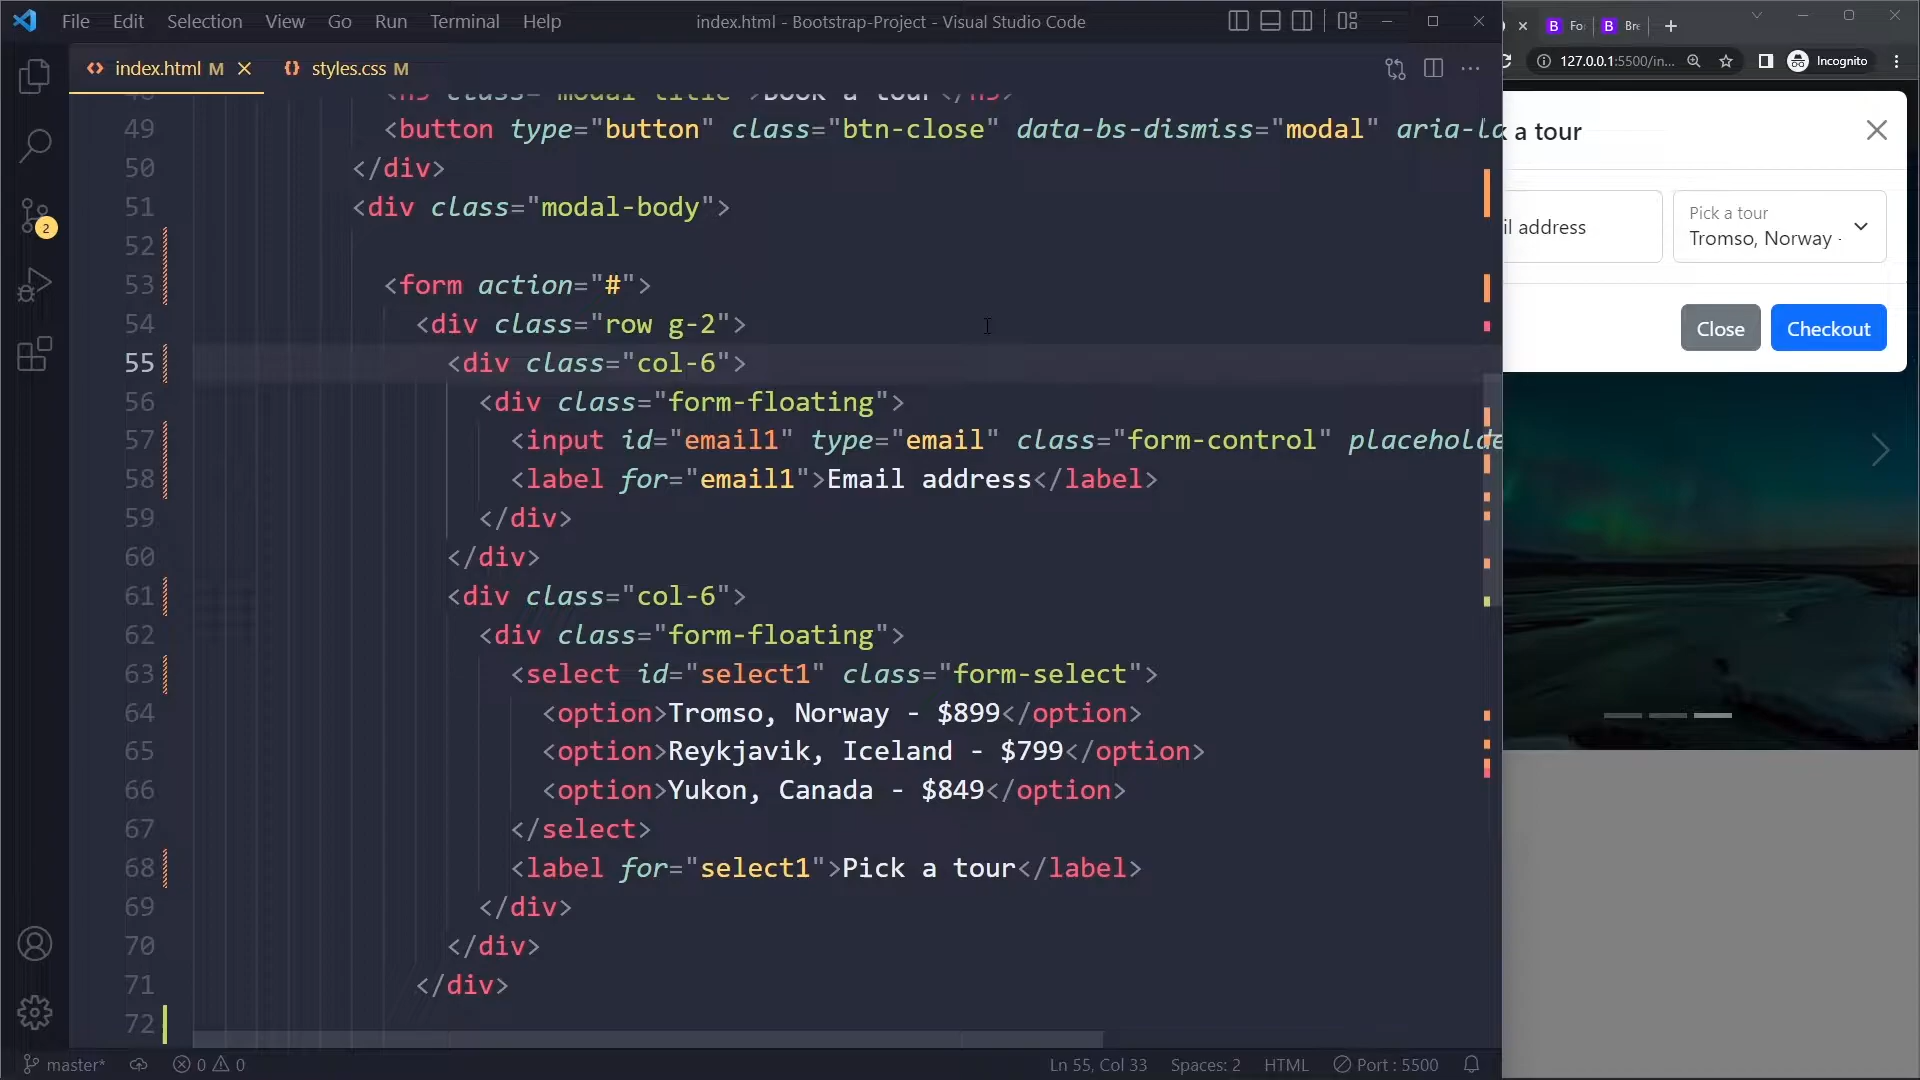 File Edit Selection View Go Run Terminal Help
index.html - Bootstrap-Project - Visual Studio Code
index.html M
styles.css M
49 <button type="button" class="btn-close" data-bs-dismiss="modal"
50 </div>
51 <div class="modal-body">
52
53 <form action="#">
54 <div class="row g-2">
55 <div class="col-6">
56 <div class="form-floating">
57 <input id="email1" type="email" class="form-control"
58 <label for="email1">Email address</label>
59 </div>
60 </div>
61 <div class="col-6">
62 <div class="form-floating">
63 <select id="select1" class="form-select">
64 <option>Tromso, Norway - $899</option>
65 <option>Reykjavik, Iceland - $799</option>
66 <option>Yukon, Canada - $849</option>
67 </select>
68 <label for="select1">Pick a tour</label>
69 </div>
70 </div>
71 </div>
72
2
master*
0 0
Ln 55, Col 33
Spaces: 2
HTML
Port : 5500
B Fo
B Br
127.0.0.1:5500/in...
Incognito
a tour
address
Pick a tour
Tromso, Norway -
Close
Checkout